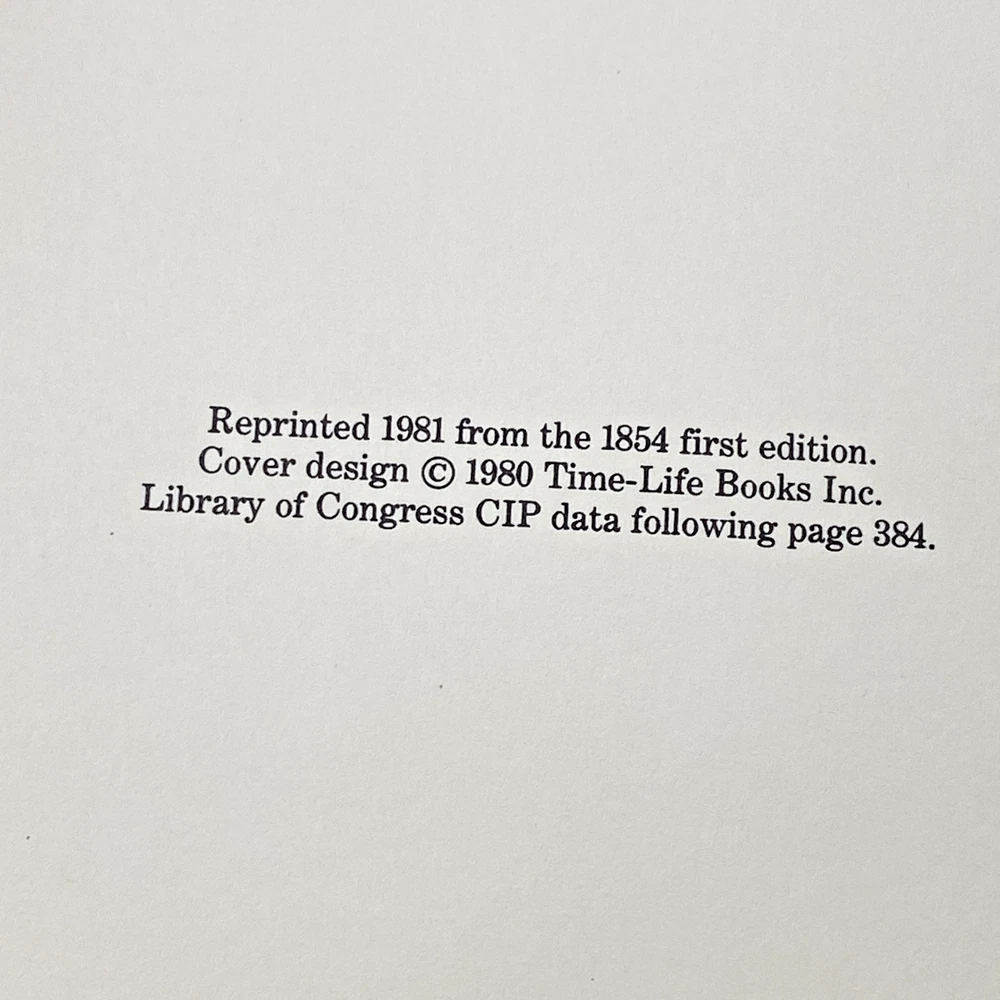 Reprinted 1981 from the 1854 first edition.
Cover design © 1980 Time-Life Books Inc.
Library of Congress CIP data following page 384.